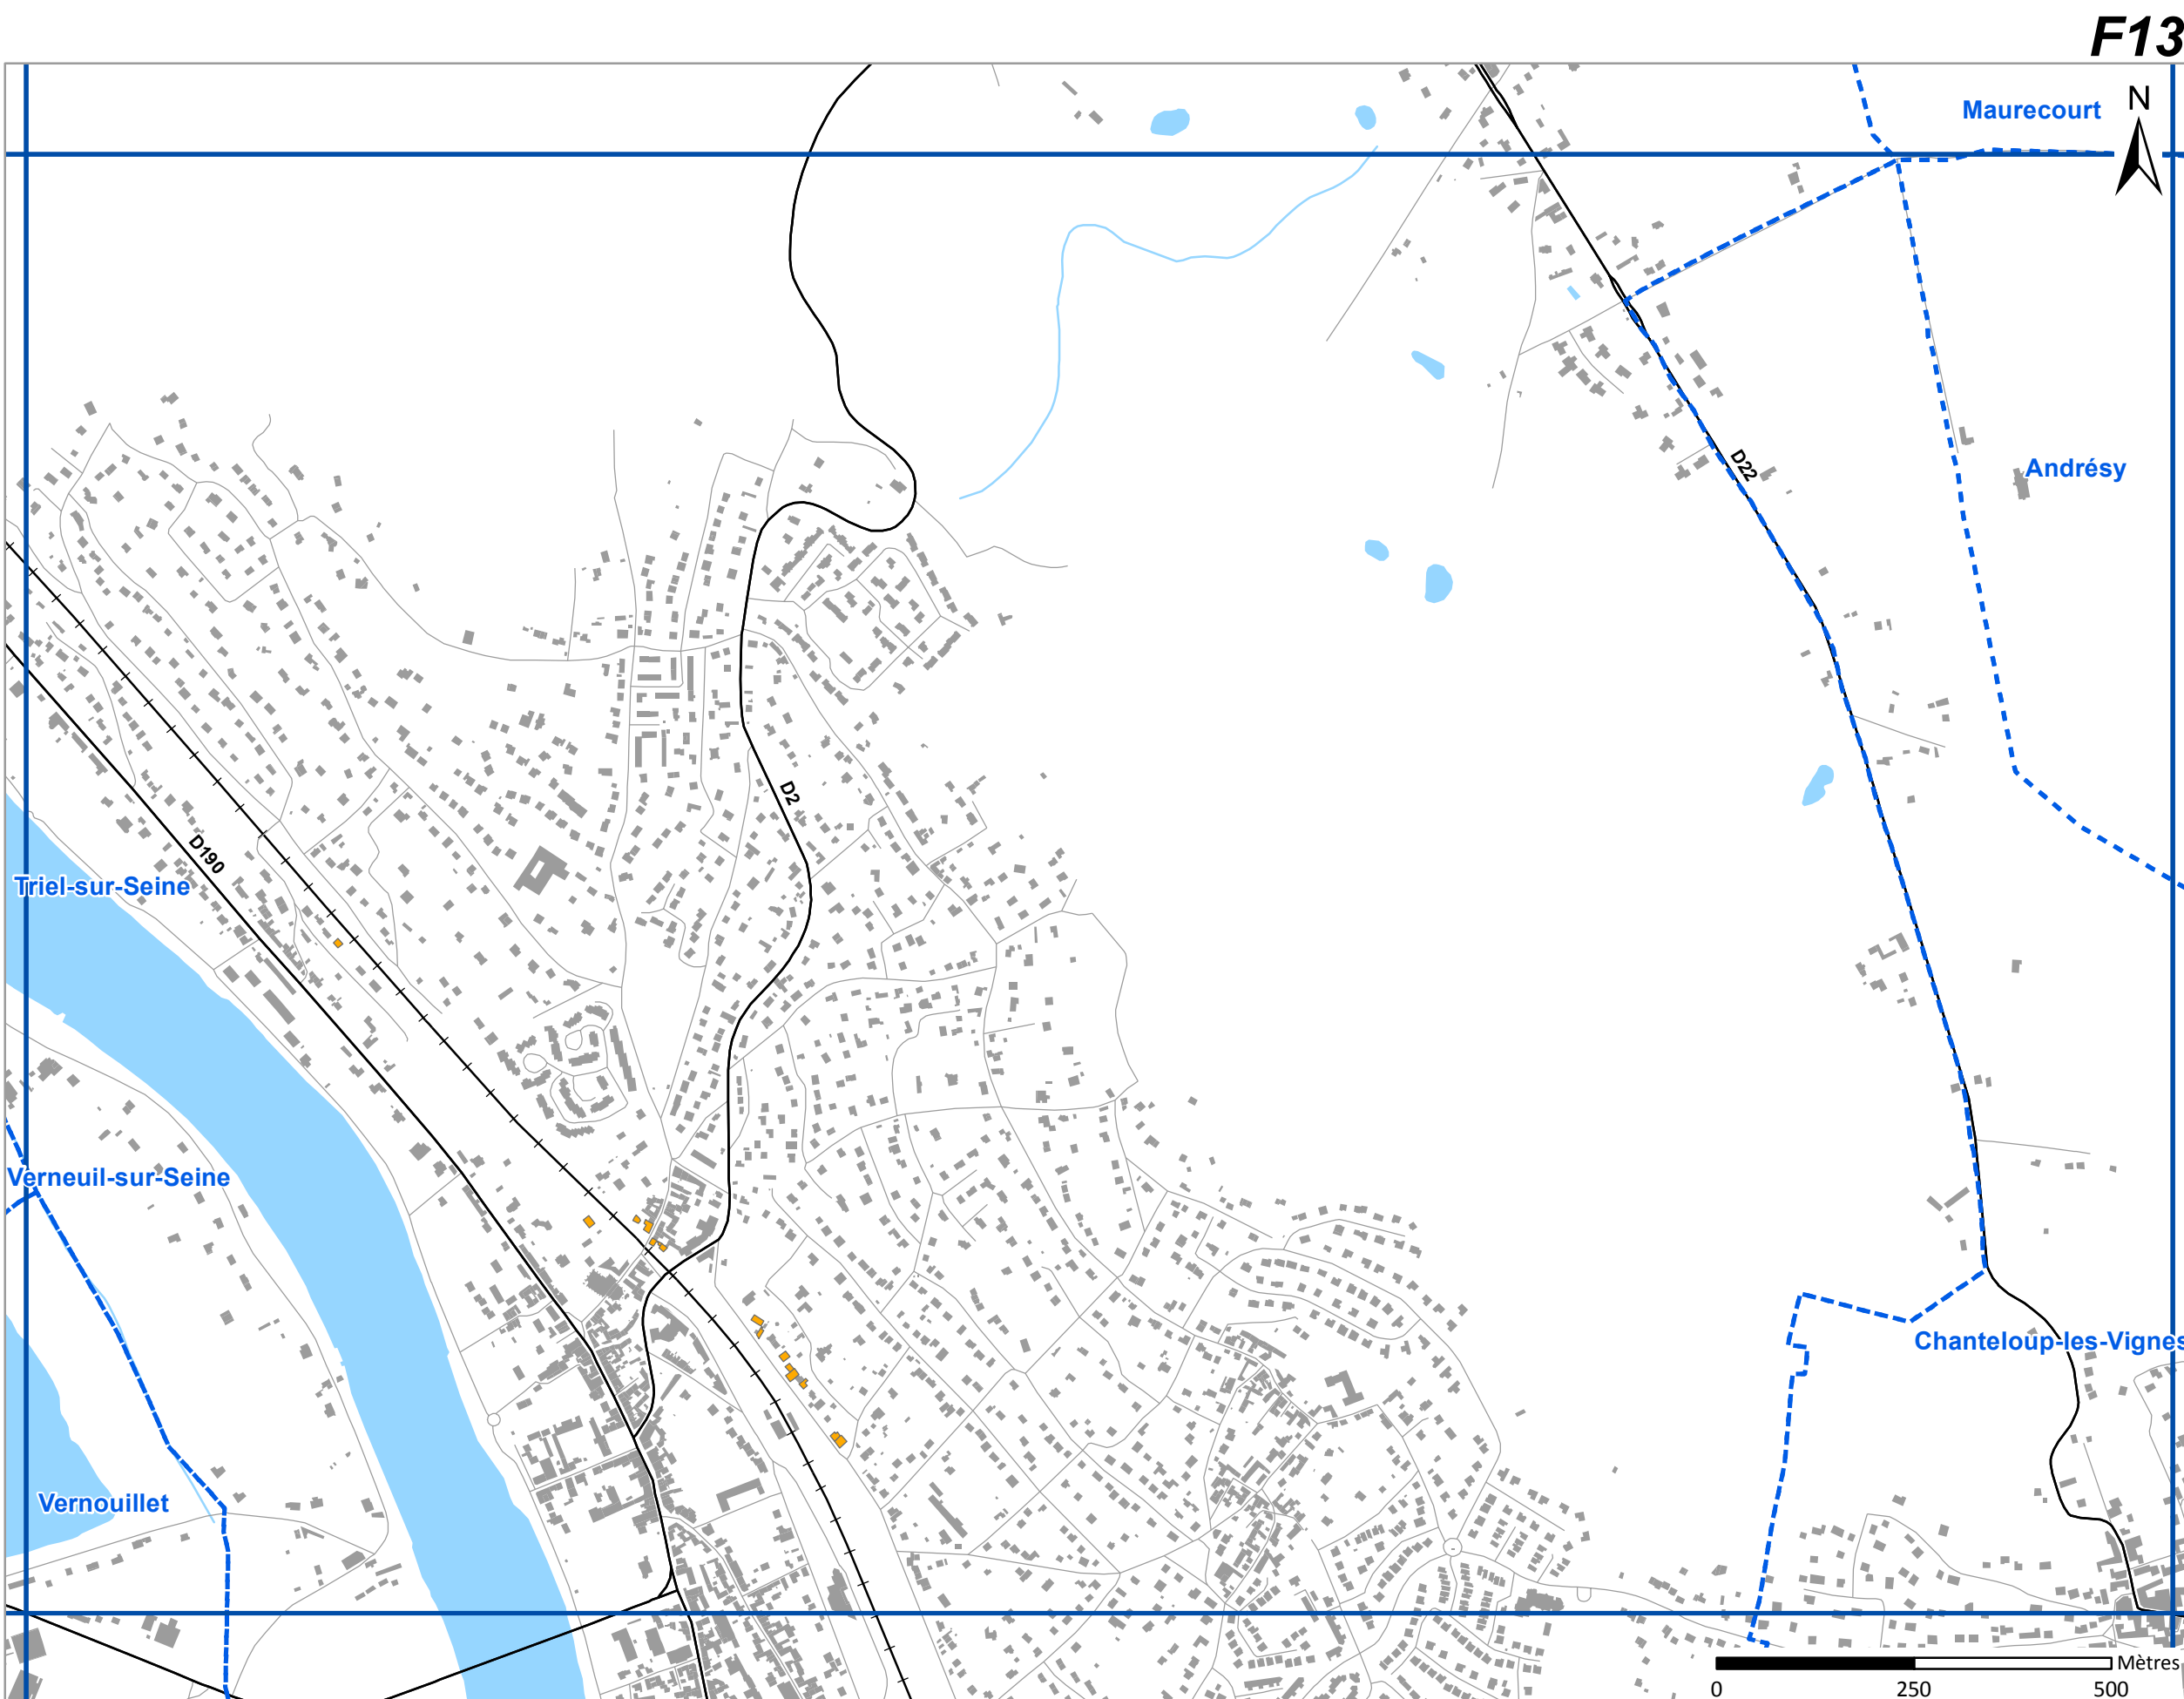 F13
Maurecourt
N
Andrésy
D22
D2
D190
Triel-sur-Seine
Verneuil-sur-Seine
Chanteloup-les-Vignes
Vernouillet
Mètres
0 250 500